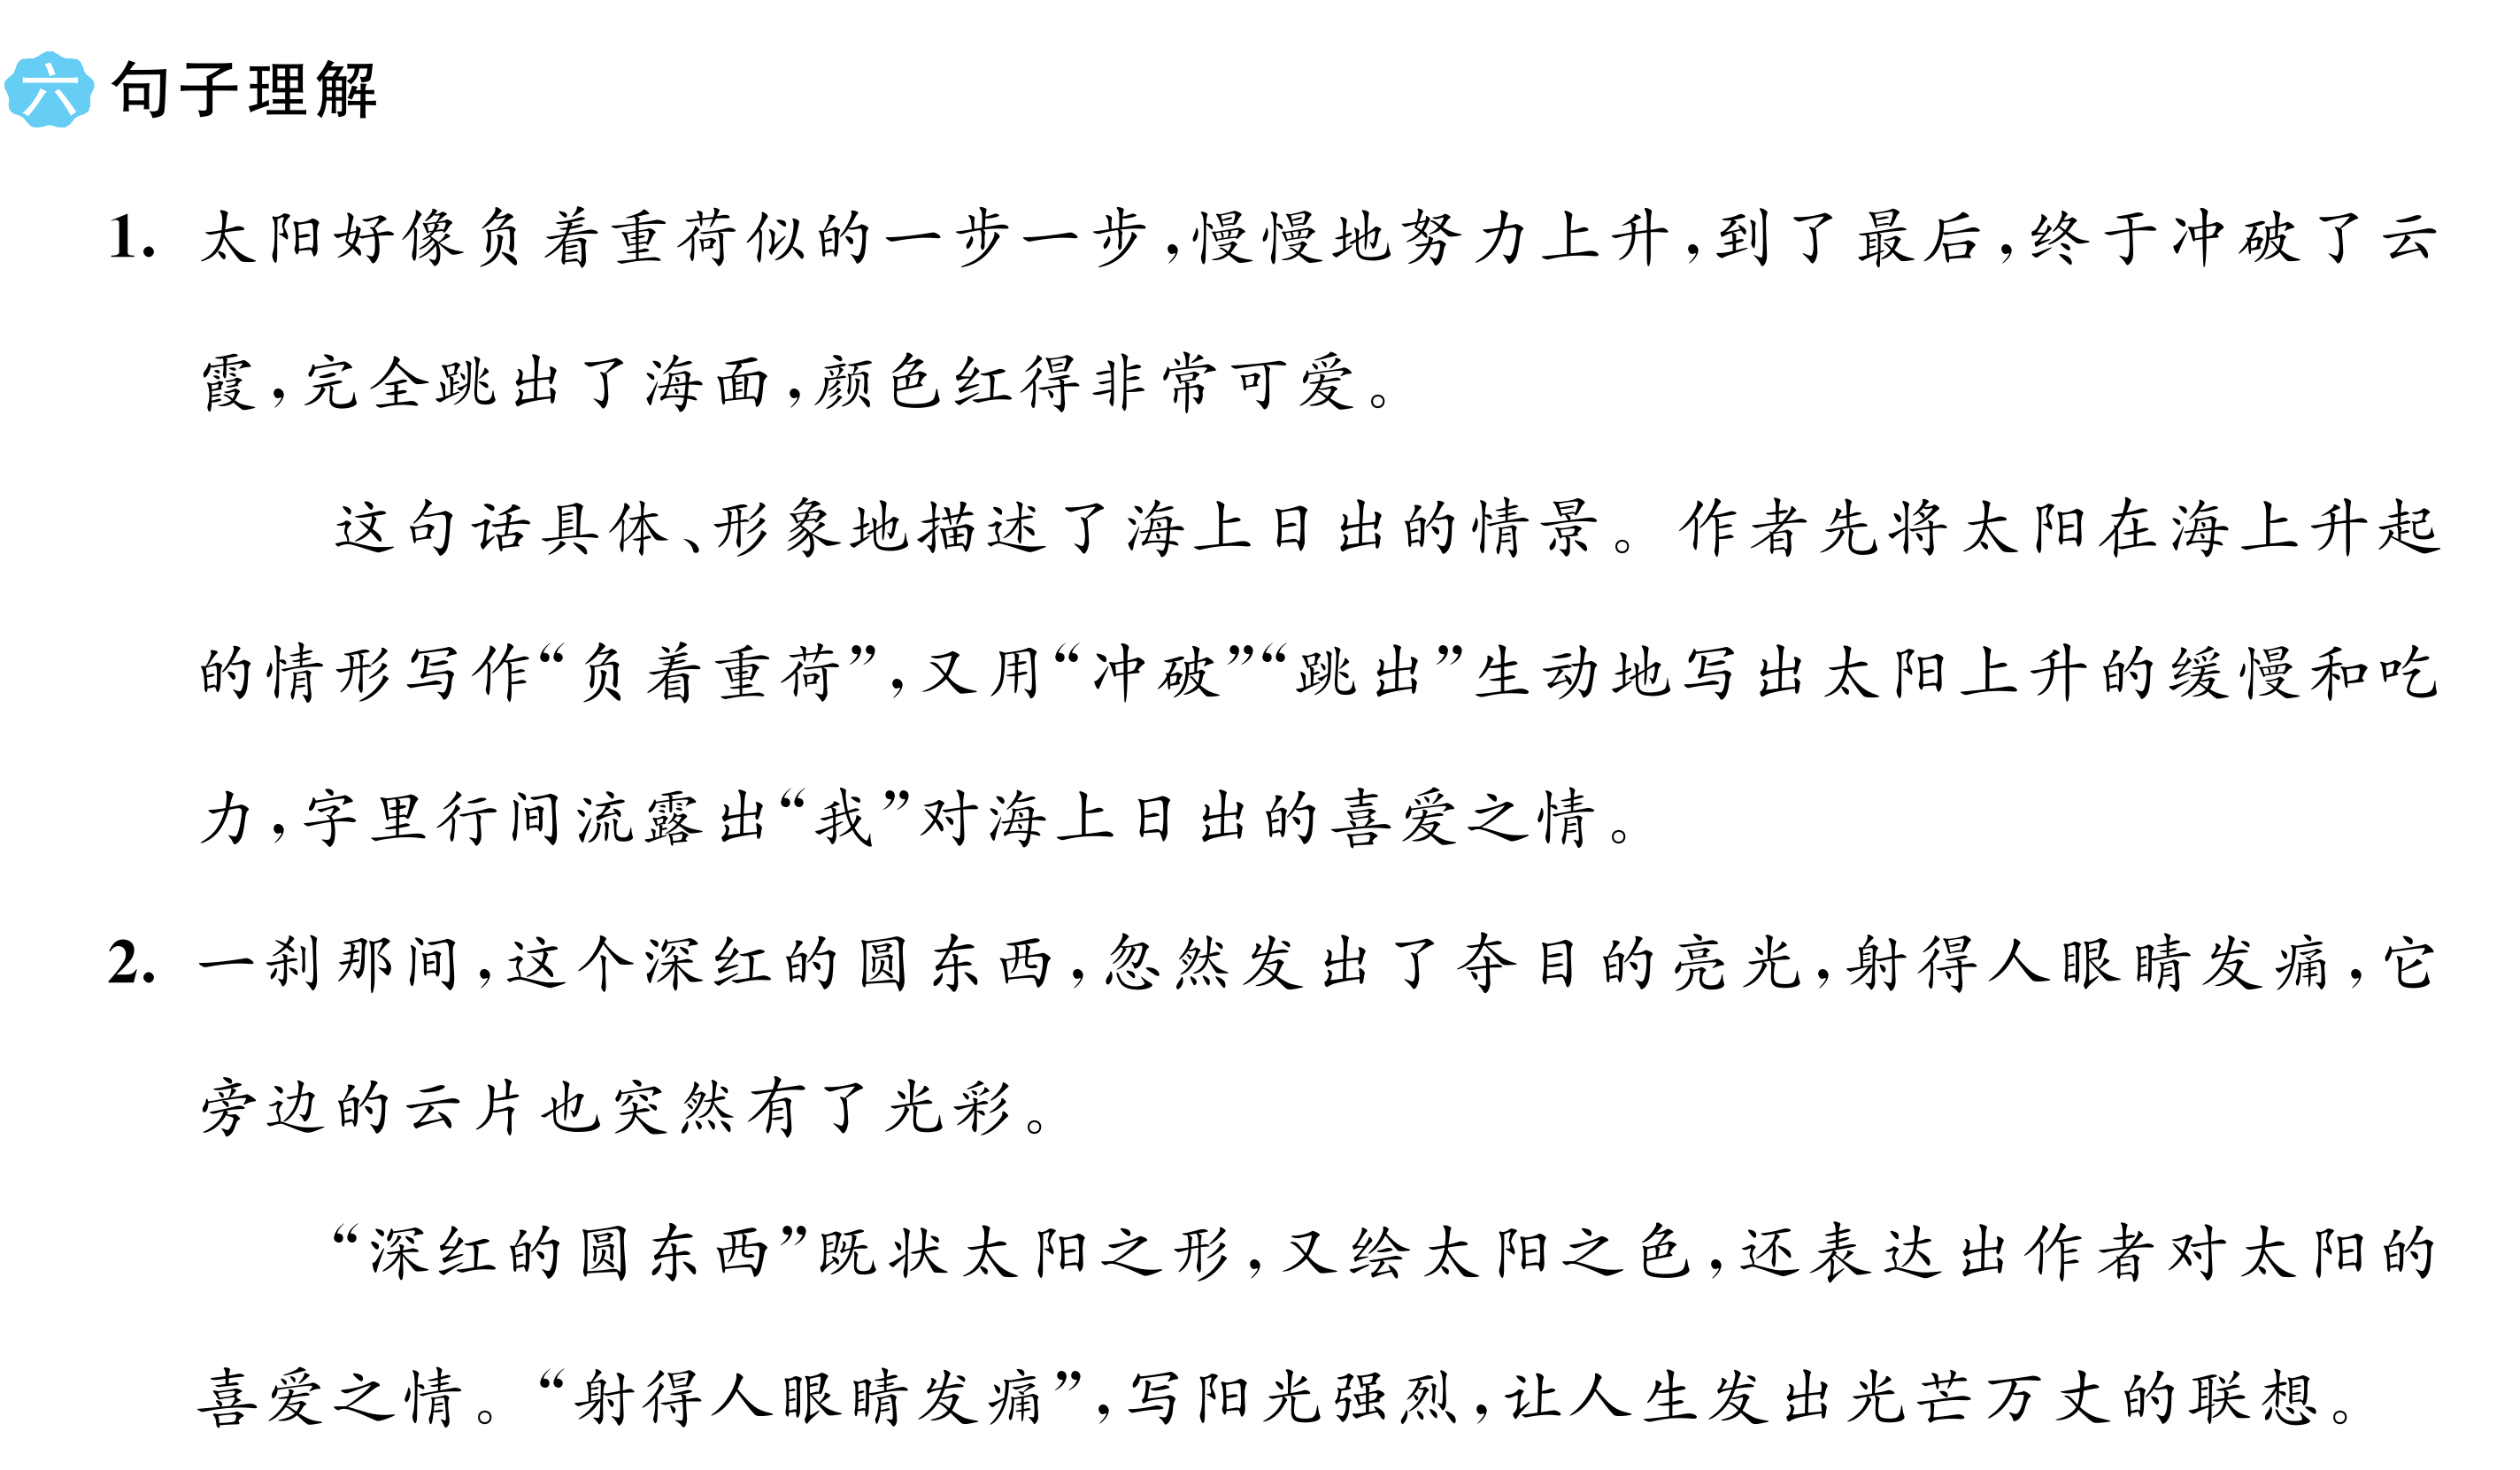 六 句子理解
1. 太阳好像负着重荷似的一步一步,慢慢地努力上升,到了最后,终于冲破了云
霞,完全跳出了海面,颜色红得非常可爱。
这句话具体、形象地描述了海上日出的情景。作者先将太阳在海上升起
的情形写作“负着重荷”,又用“冲破”“跳出”生动地写出太阳上升的缓慢和吃
力,字里行间流露出“我”对海上日出的喜爱之情。
2. 一刹那间,这个深红的圆东西,忽然发出了夺目的亮光,射得人眼睛发痛,它
旁边的云片也突然有了光彩。
“深红的圆东西”既状太阳之形,又绘太阳之色,还表达出作者对太阳的
喜爱之情。“射得人眼睛发痛”,写阳光强烈,让人生发出光芒万丈的联想。